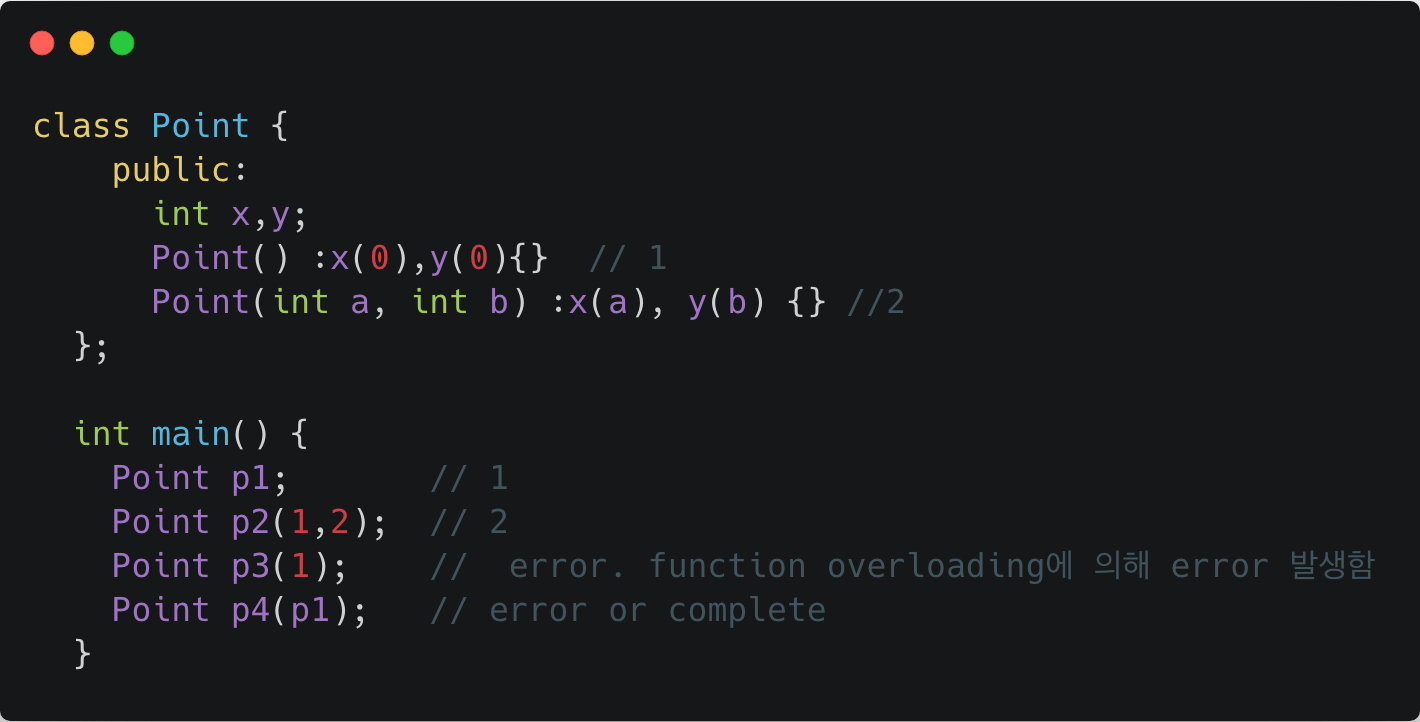 class Point {
    public:
      int x,y;
      Point() :x(0),y(0){}  // 1
      Point(int a, int b) :x(a), y(b) {} //2
  };

  int main() {
    Point p1;       // 1
    Point p2(1,2);  // 2
    Point p3(1);    //  error. function overloading에 의해 error 발생함
    Point p4(p1);   // error or complete
  }